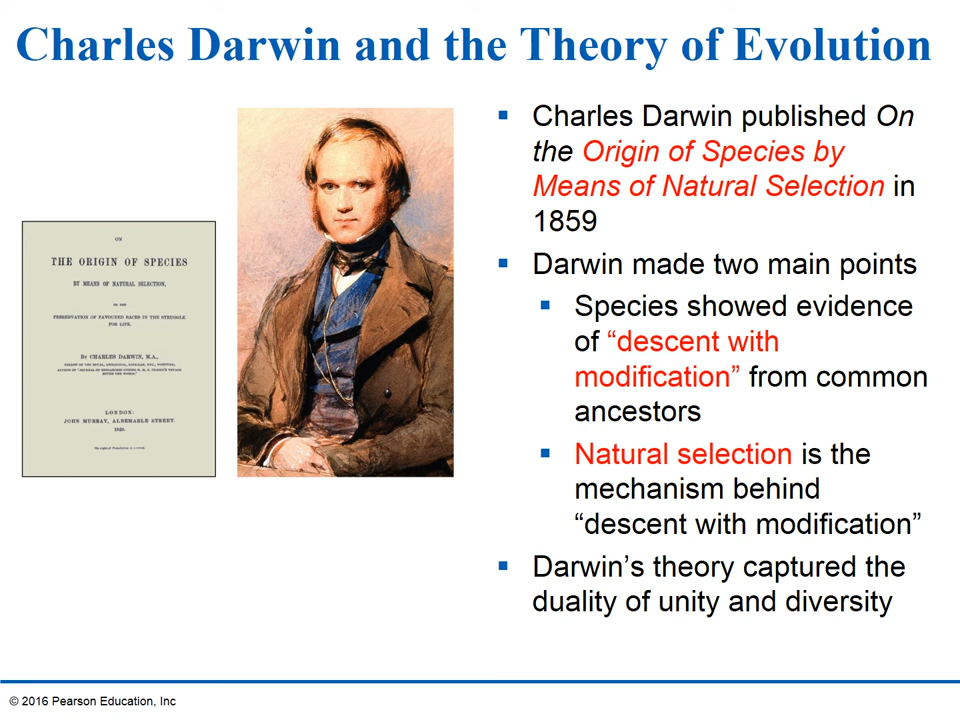 Charles Darwin and the Theory of Evolution
ON
THE ORIGIN OF SPECIES
BY MEANS OF NATURAL SELECTION,
OR THE
PRESERVATION OF FAVOURED RACES IN THE STRUGGLE
FOR LIFE.
BY CHARLES DARWIN, M.A.,
LONDON:
JOHN MURRAY, ALBEMARLE STREET.
1859.
▪ Charles Darwin published On
the Origin of Species by
Means of Natural Selection in
1859
▪ Darwin made two main points
▪ Species showed evidence
of “descent with
modification” from common
ancestors
▪ Natural selection is the
mechanism behind
“descent with modification”
▪ Darwin’s theory captured the
duality of unity and diversity
© 2016 Pearson Education, Inc